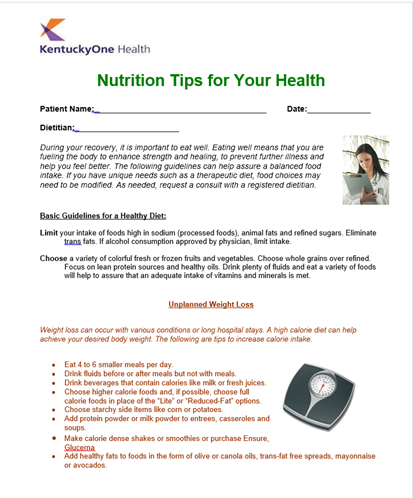 KentuckyOne Health
Nutrition Tips for Your Health
Patient Name:_ Date:
Dietitian:_
During your recovery, it is important to eat well. Eating well means that you are
fueling the body to enhance strength and healing, to prevent further illness and
help you feel better. The following guidelines can help assure a balanced food
intake. If you have unique needs such as a therapeutic diet, food choices may
need to be modified. As needed, request a consult with a registered dietitian.
Basic Guidelines for a Healthy Diet:
Limit your intake of foods high in sodium (processed foods), animal fats and refined sugars. Eliminate
trans fats. If alcohol consumption approved by physician, limit intake.
Choose a variety of colorful fresh or frozen fruits and vegetables. Choose whole grains over refined.
Focus on lean protein sources and healthy oils. Drink plenty of fluids and eat a variety of foods
will help to assure that an adequate intake of vitamins and minerals is met.
Unplanned Weight Loss
Weight loss can occur with various conditions or long hospital stays. A high calorie diet can help
achieve your desired body weight. The following are tips to increase calorie intake.
• Eat 4 to 6 smaller meals per day.
• Drink fluids before or after meals but not with meals.
• Drink beverages that contain calories like milk or fresh juices.
• Choose higher calorie foods and, if possible, choose full
calorie foods in place of the "Lite" or "Reduced-Fat" options.
• Choose starchy side items like corn or potatoes.
• Add protein powder or milk powder to entrees, casseroles and
soups.
• Make calorie dense shakes or smoothies or purchase Ensure,
Glucerna
• Add healthy fats to foods in the form of olive or canola oils, trans-fat free spreads, mayonnaise
or avocados.